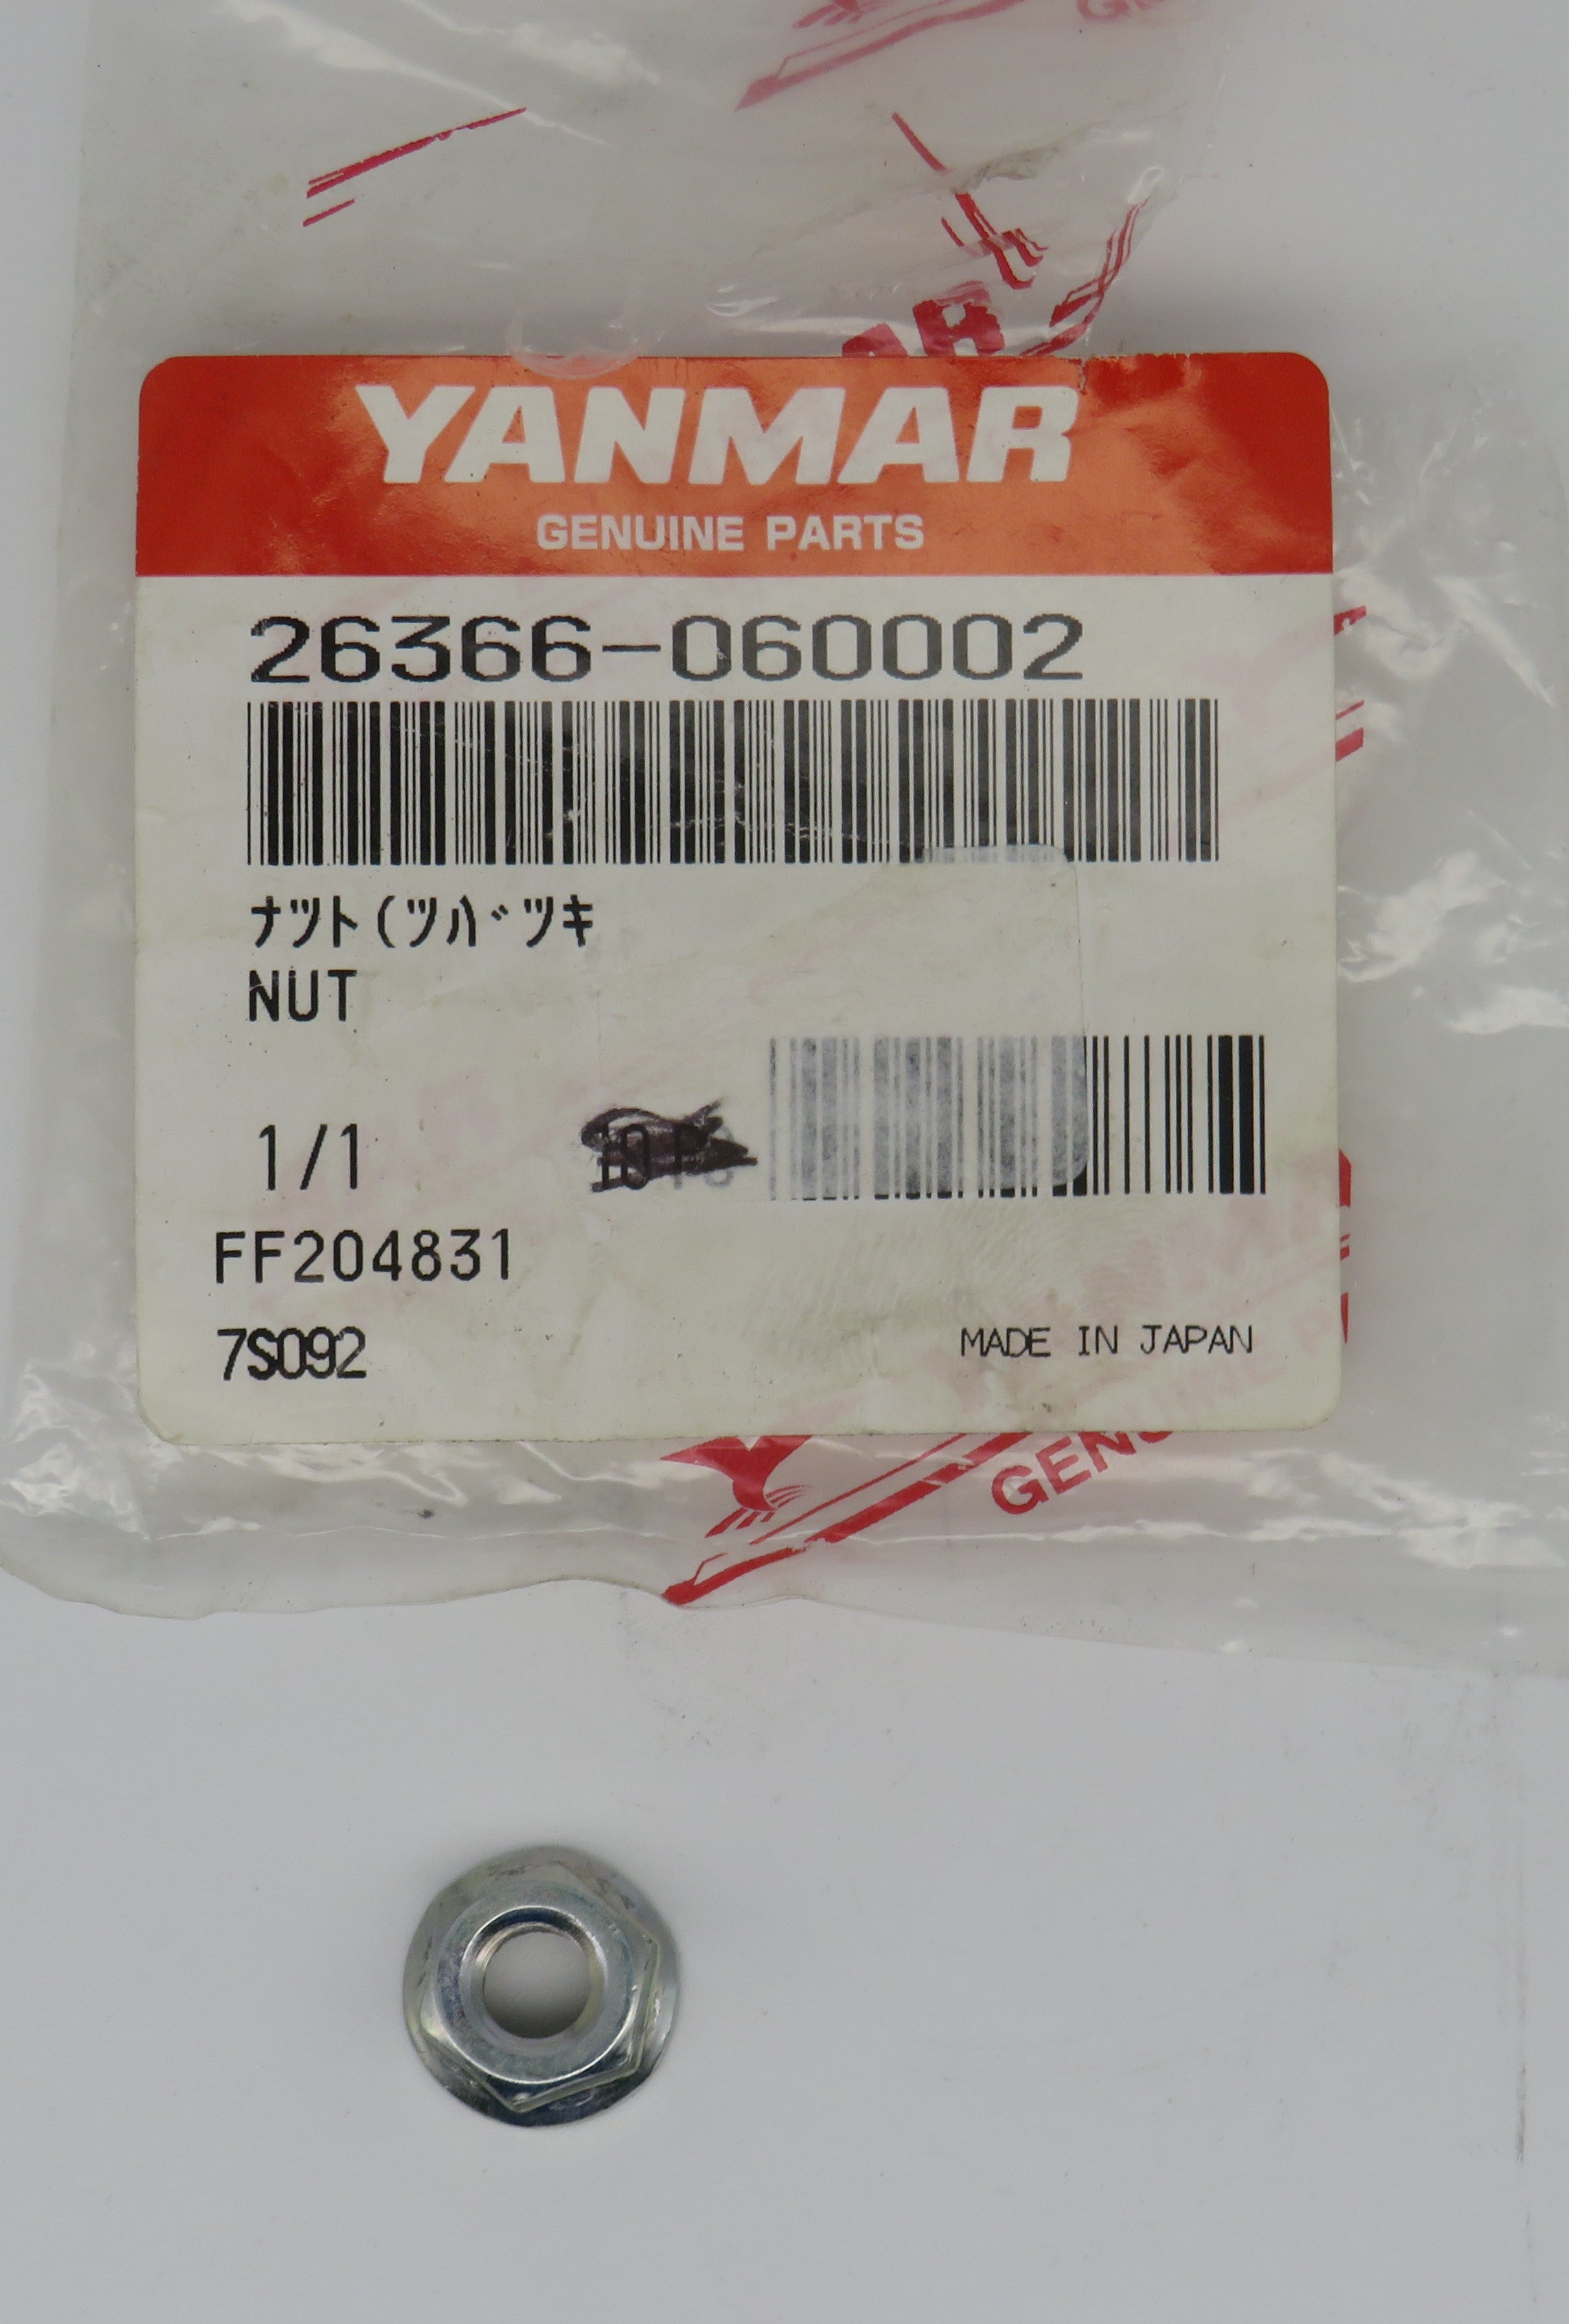 YANMAR
GENUINE PARTS
26366-060002
ﾅﾂﾄ(ﾂﾊﾞﾂｷ
NUT
1/1
FF204831
7S092
MADE IN JAPAN